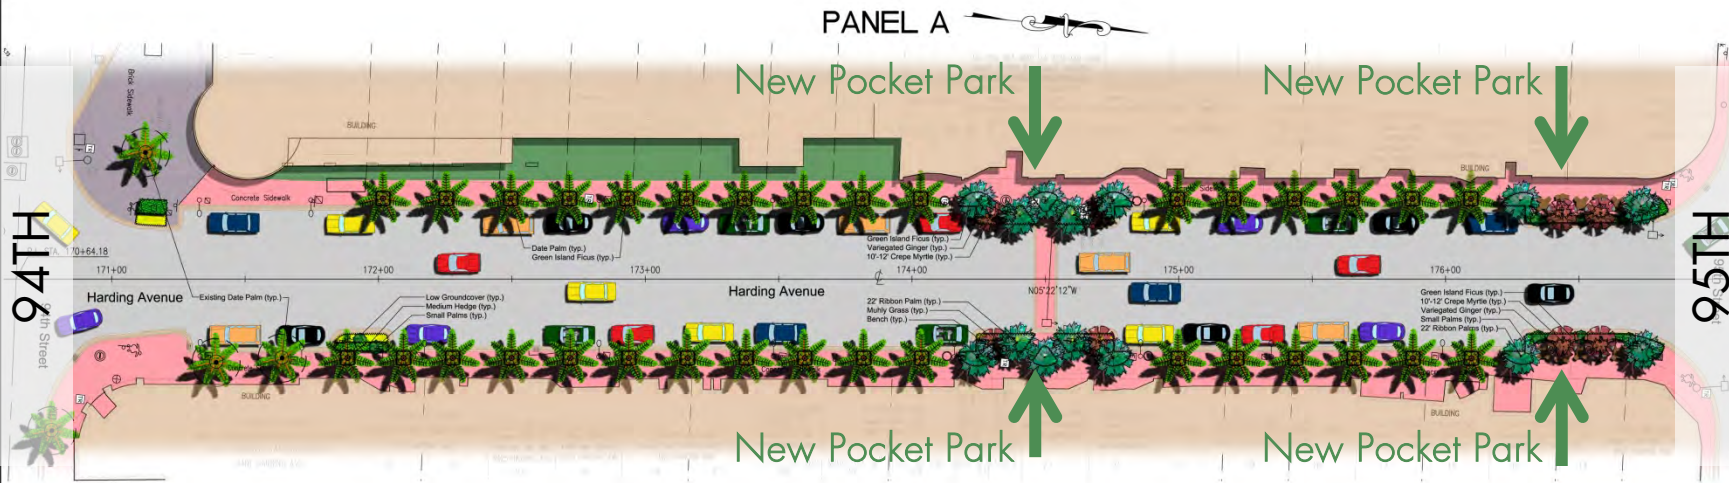 PANEL A
New Pocket Park
New Pocket Park
Brick Sidewalk
BUILDING
BUILDING
Concrete Sidewalk
94TH
95TH
170+64.18
Date Palm (typ.)
Green Island Ficus (typ.)
Green Island Ficus (typ.)
Variegated Ginger (typ.)
10'-12' Crepe Myrtle (typ.)
171+00
172+00
173+00
174+00
175+00
176+00
N05°22'12"W
Harding Avenue
Existing Date Palm (typ.)
Low Groundcover (typ.)
Medium Hedge (typ.)
Small Palms (typ.)
Harding Avenue
22' Ribbon Palm (typ.)
Muhly Grass (typ.)
Bench (typ.)
Green Island Ficus (typ.)
10'-12' Crepe Myrtle (typ.)
Variegated Ginger (typ.)
Small Palms (typ.)
22' Ribbon Palms (typ.)
BUILDING
BUILDING
New Pocket Park
New Pocket Park